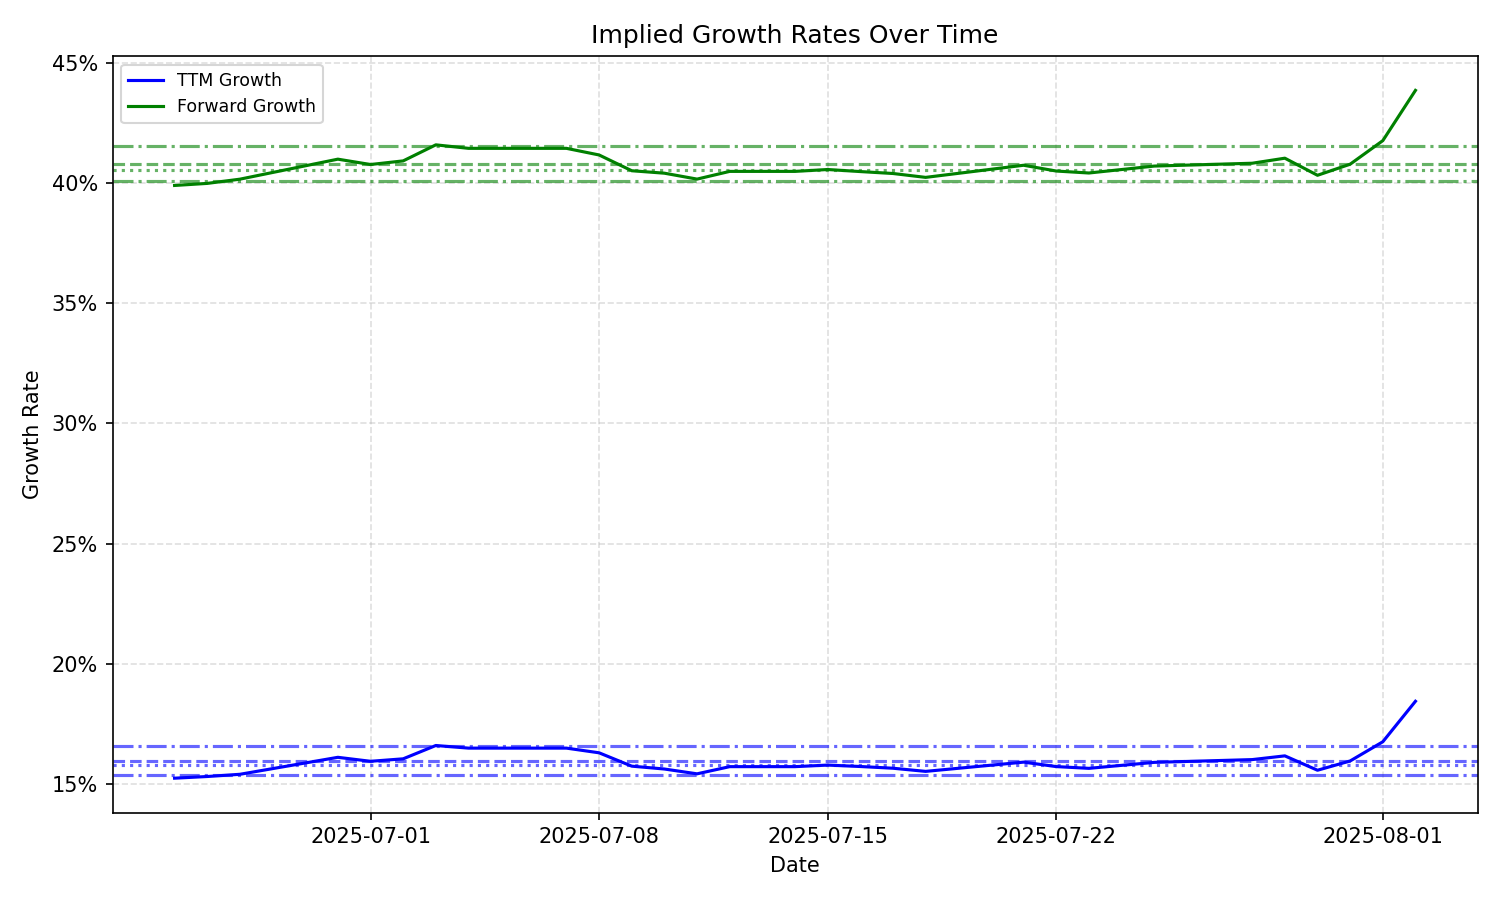 Implied Growth Rates Over Time
45%
TTM Growth
Forward Growth
40%
35%
30%
25%
20%
15%
Growth Rate
2025-07-01
2025-07-08
2025-07-15
2025-07-22
2025-08-01
Date